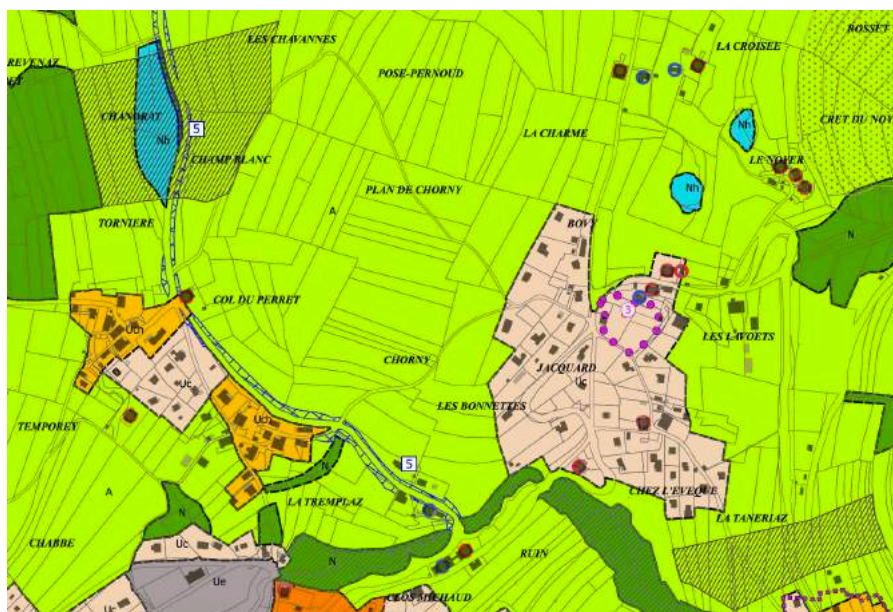 ROSSET
LES CHAVANNES
LA CROISEE
REVENAZ
POSE-PERNOUD
CHANDRAT
CRET DU NOY
5
LA CHARME
Nh
Nh
CHAMP BLANC
LE NOYER
PLAN DE CHORNY
Nh
A
TORNIERE
BOVY
N
COL DU PERRET
3
Uch
LES LAVOETS
CHORNY
Uc
JACQUARD
Uc
LES BONNETTES
Uch
TEMPOREY
5
N
A
CHEZ L'EVEQUE
LA TREMPLAZ
N
LA TANERIAZ
CHABBE
Uc
RUIN
N
Ue
CLOS MICHAUD
Uc